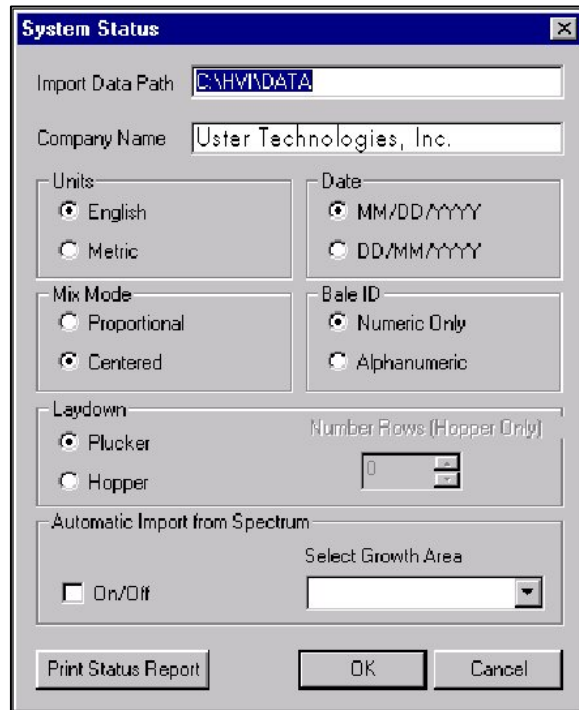 System Status
Import Data Path C:\HVI\DATA
Company Name Uster Technologies, Inc.
Units
English
Metric
Date
MM/DD/YYYY
DD/MM/YYYY
Mix Mode
Proportional
Centered
Bale ID
Numeric Only
Alphanumeric
Laydown
Plucker
Hopper
Number Rows (Hopper Only)
0
Automatic Import from Spectrum
Select Growth Area
On/Off
Print Status Report OK Cancel